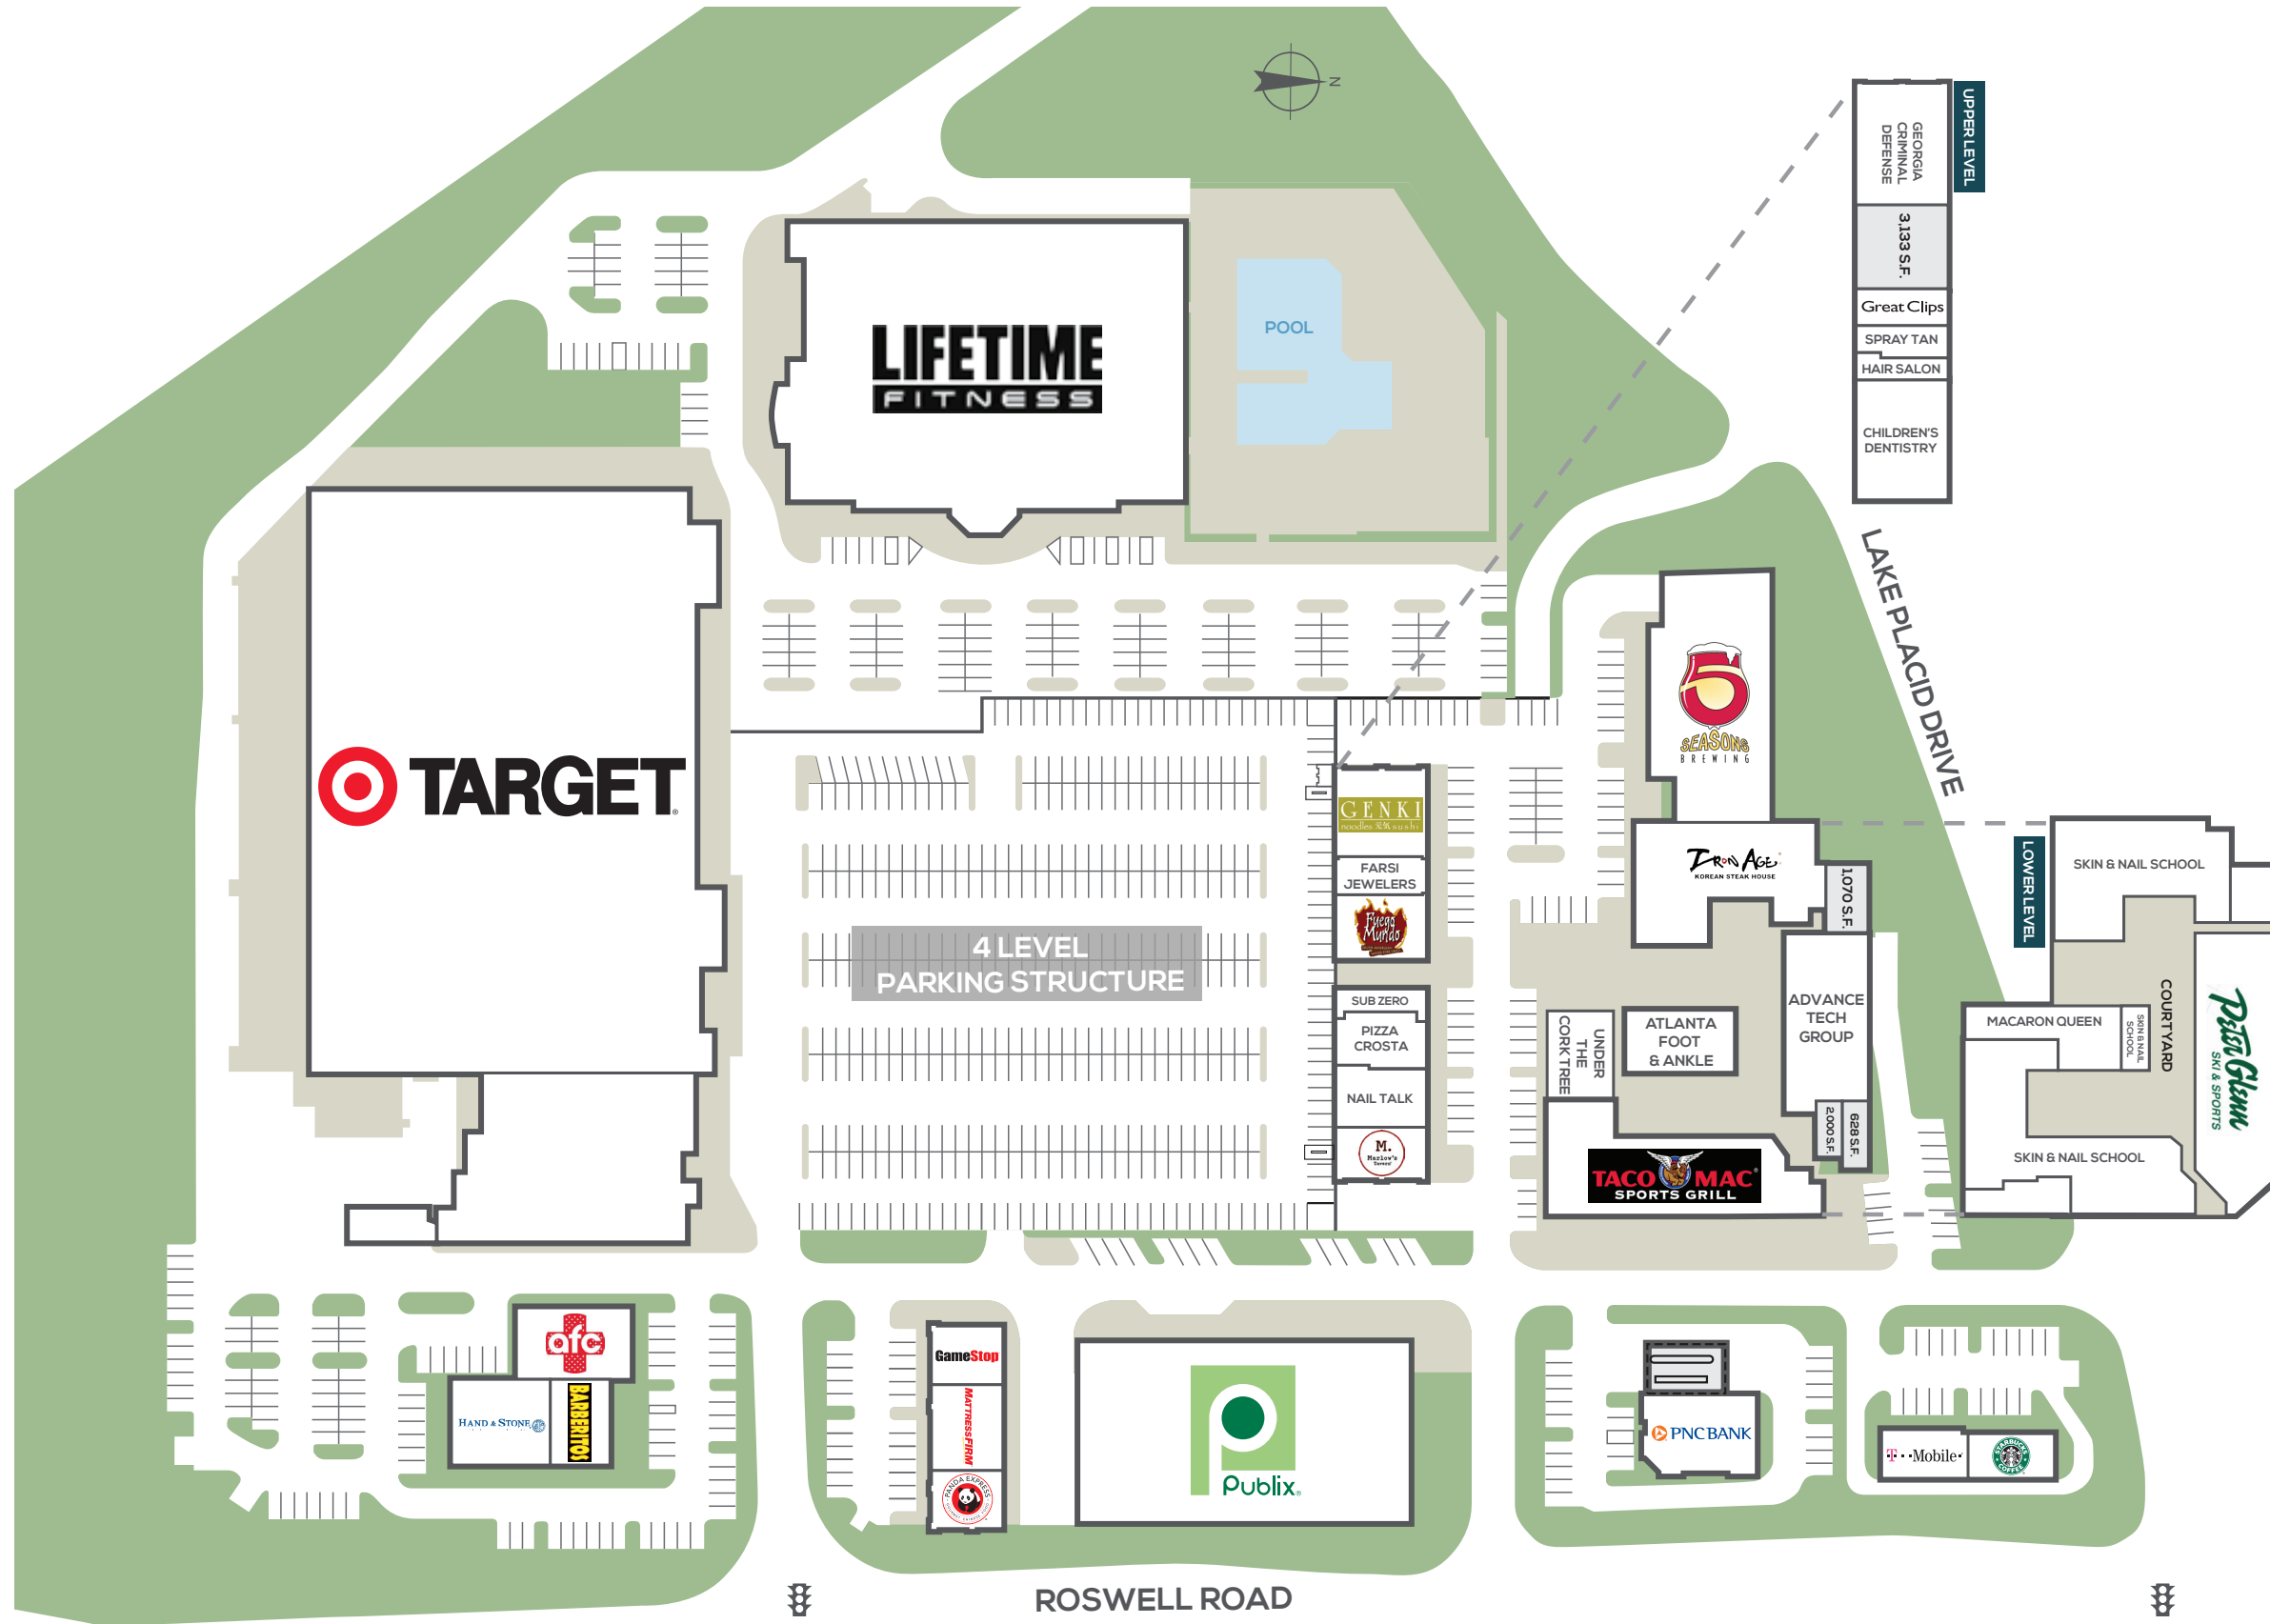 N
UPPER LEVEL
GEORGIA
CRIMINAL
DEFENSE
3,133 S.F.
Great Clips
SPRAY TAN
HAIR SALON
CHILDREN'S
DENTISTRY
LIFETIME
FITNESS
POOL
LAKE PLACID DRIVE
TARGET®
5
SEASONS
BREWING
GENKI
noodles & sushi
FARSI
JEWELERS
Fuego
Mundo
IRON AGE
KOREAN STEAK HOUSE
1,070 S.F.
LOWER LEVEL
SKIN & NAIL SCHOOL
4 LEVEL
PARKING STRUCTURE
SUB ZERO
PIZZA
CROSTA
NAIL TALK
M.
Marlow's
Tavern
UNDER
THE
CORK TREE
ATLANTA
FOOT
& ANKLE
ADVANCE
TECH
GROUP
2,000 S.F.
628 S.F.
MACARON QUEEN
SKIN & NAIL
SCHOOL
COURTYARD
Peter Glenn
SKI & SPORTS
SKIN & NAIL SCHOOL
TACO MAC®
SPORTS GRILL
afc
HAND & STONE
BARBERITOS
GameStop
MATTRESSFIRM
PANDA EXPRESS
Publix®
PNC BANK
T··Mobile·
STARBUCKS
COFFEE
ROSWELL ROAD